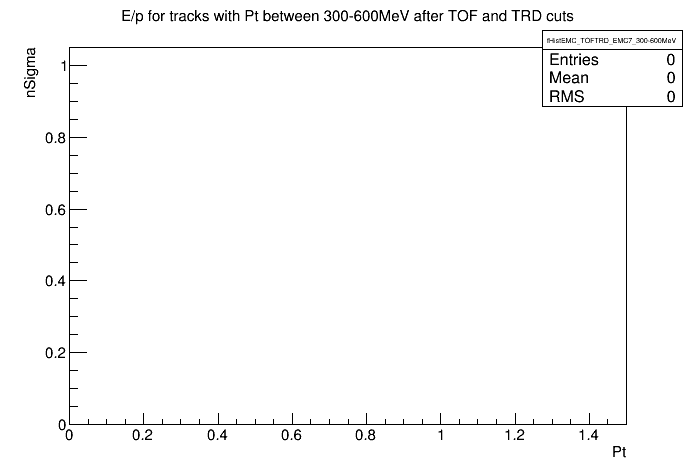 E/p for tracks with Pt between 300-600MeV after TOF and TRD cuts
fHistEMC_TOFTRD_EMC7_300-600MeV
Entries 0
Mean 0
RMS 0
nSigma
1
0.8
0.6
0.4
0.2
0
0 0.2 0.4 0.6 0.8 1 1.2 1.4
Pt